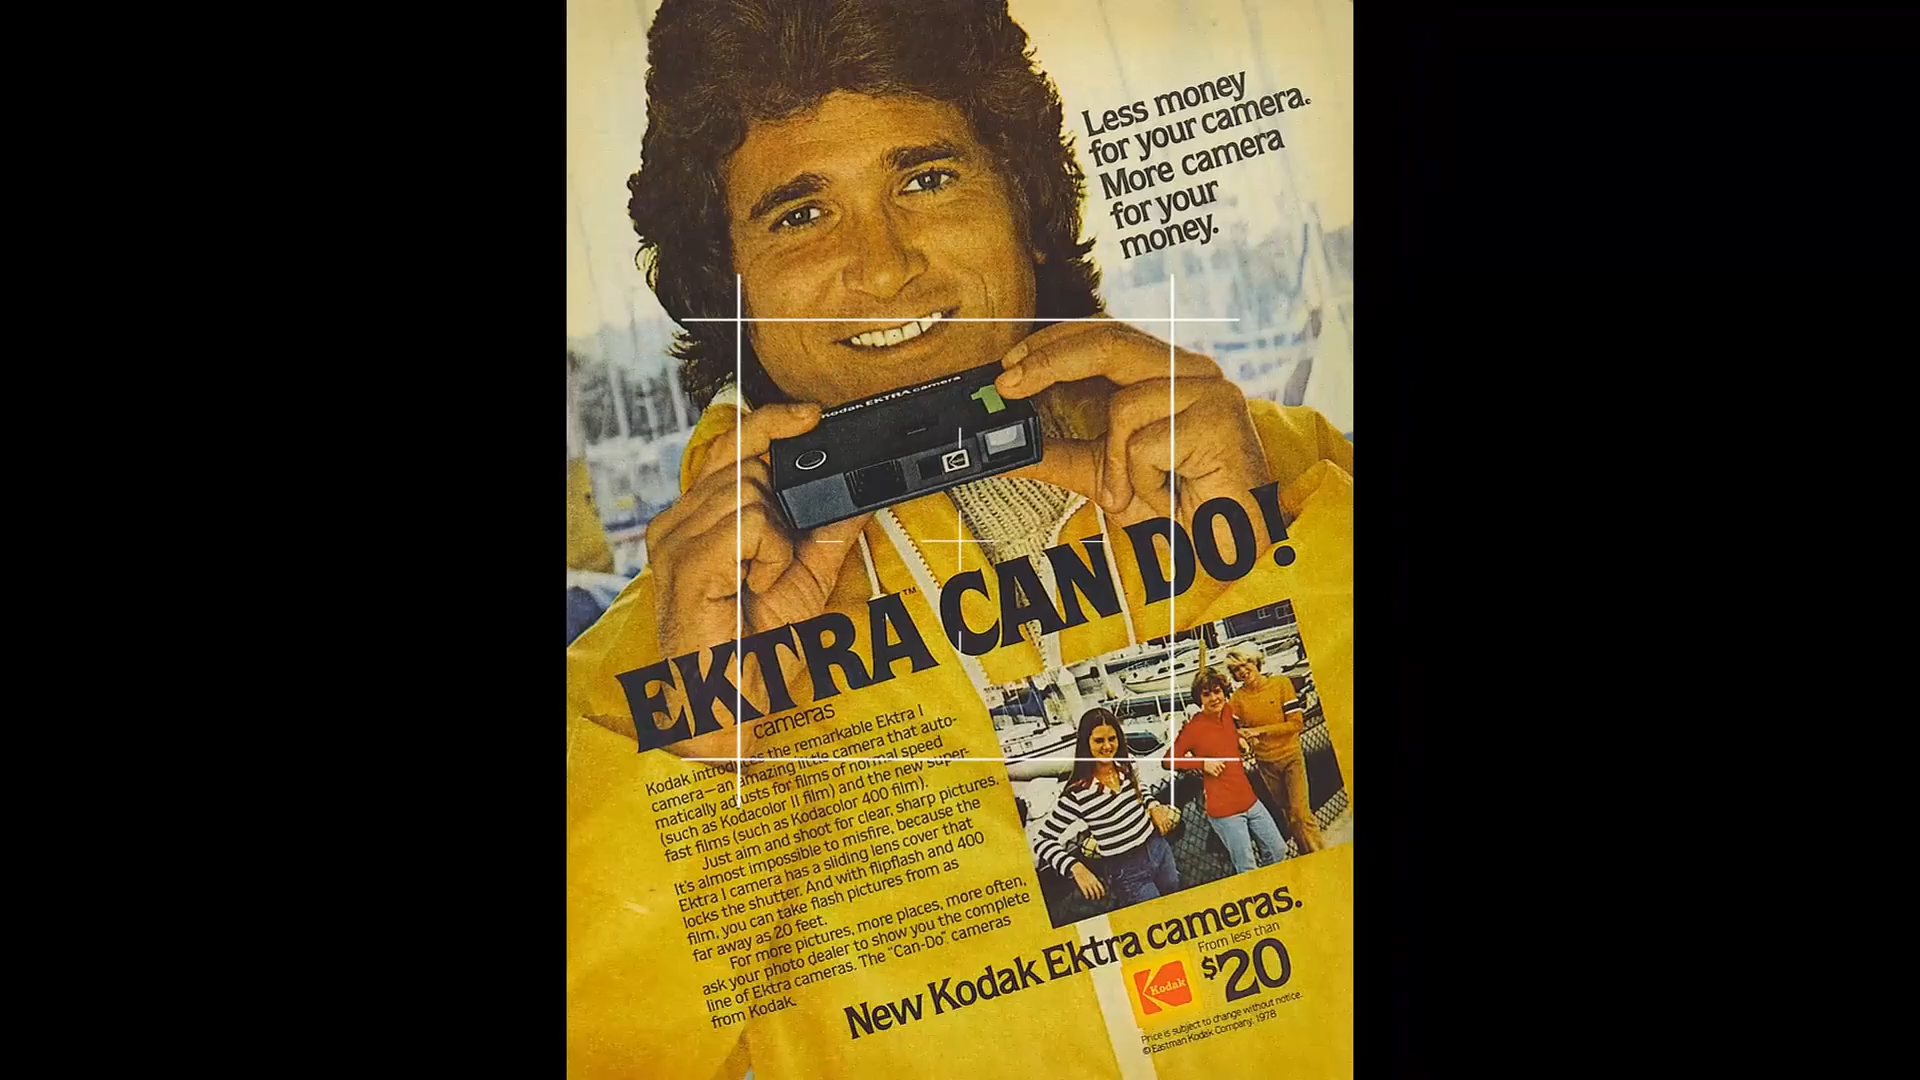 Less money
for your camera.
More camera
for your
money.
Kodak EKTRA camera
1
EKTRA™ CAN DO!
cameras
Kodak introduces the remarkable Ektra I
camera—an amazing little camera that auto-
matically adjusts for films of normal speed
(such as Kodacolor II film) and the new super-
fast films (such as Kodacolor 400 film).
Just aim and shoot for clear, sharp pictures.
It's almost impossible to misfire, because the
Ektra I camera has a sliding lens cover that
locks the shutter. And with flipflash and 400
film, you can take flash pictures from as
far away as 20 feet.
For more pictures, more places, more often,
ask your photo dealer to show you the complete
line of Ektra cameras. The "Can-Do" cameras
from Kodak.
New Kodak Ektra cameras.
Kodak
From less than
$20
Price is subject to change without notice.
© Eastman Kodak Company, 1978